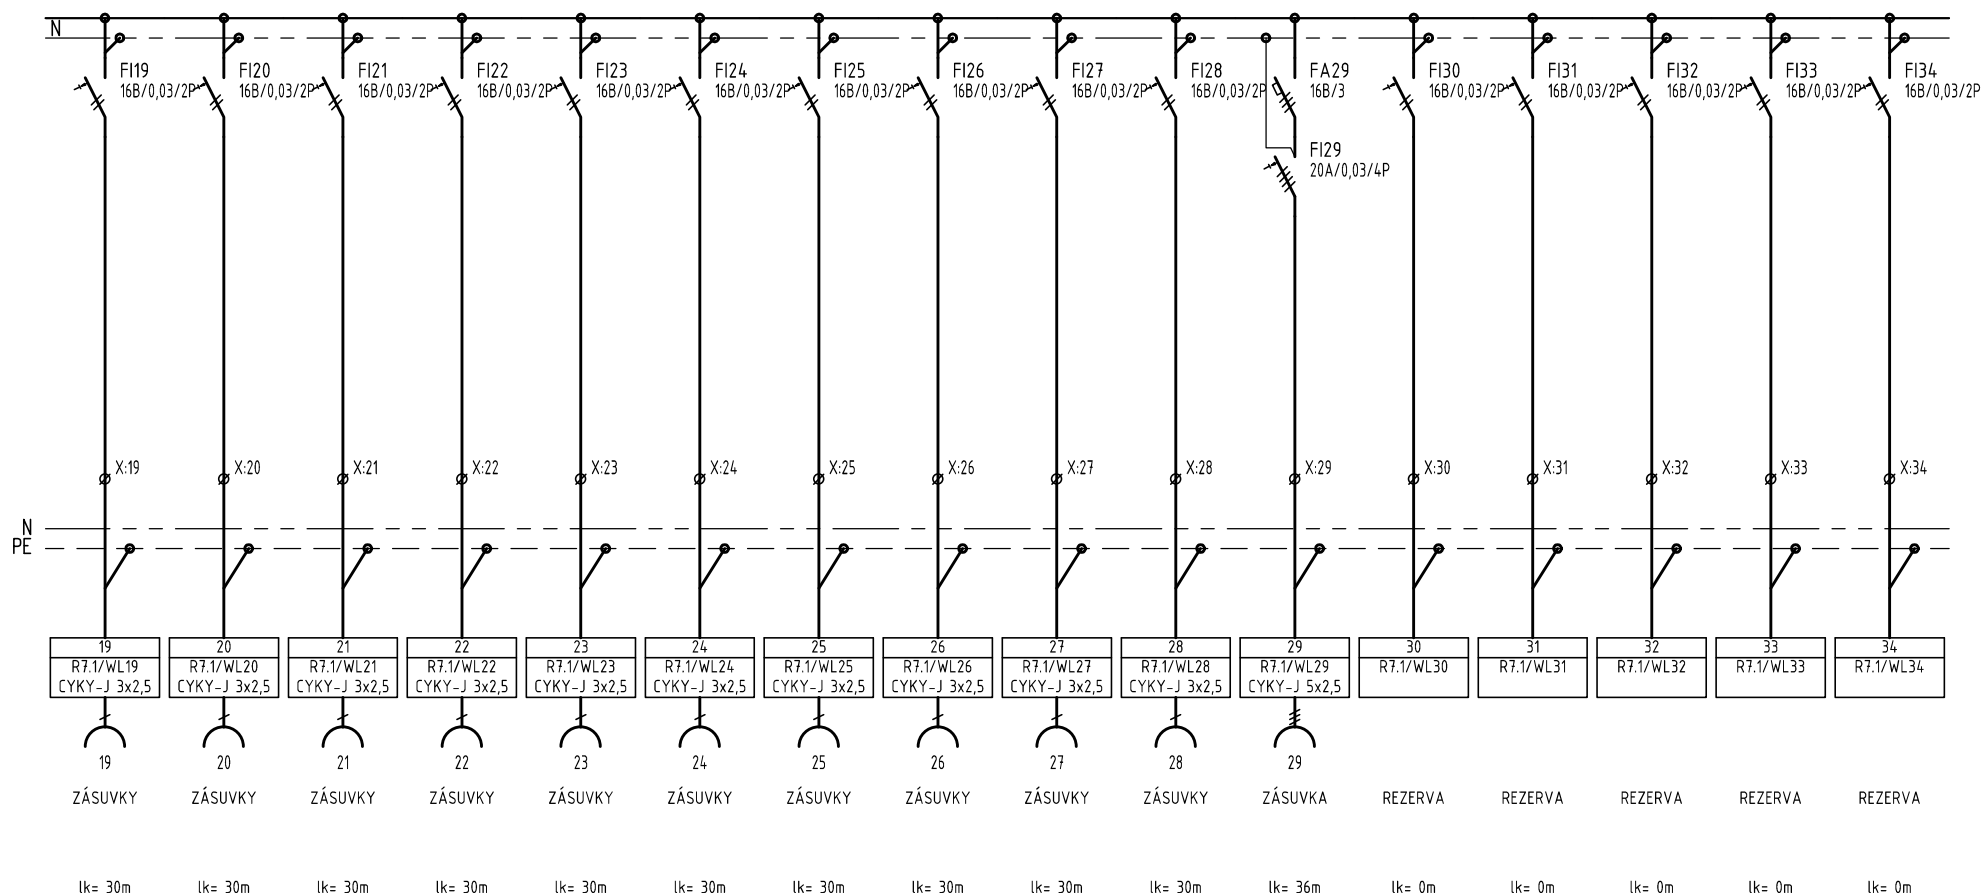 N
FI19 FI20 FI21 FI22 FI23 FI24 FI25 FI26 FI27 FI28 FA29 FI30 FI31 FI32 FI33 FI34
16B/0,03/2P 16B/0,03/2P 16B/0,03/2P 16B/0,03/2P 16B/0,03/2P 16B/0,03/2P 16B/0,03/2P 16B/0,03/2P 16B/0,03/2P 16B/0,03/2P 16B/3 16B/0,03/2P 16B/0,03/2P 16B/0,03/2P 16B/0,03/2P 16B/0,03/2P
FI29
20A/0,03/4P
X:19 X:20 X:21 X:22 X:23 X:24 X:25 X:26 X:27 X:28 X:29 X:30 X:31 X:32 X:33 X:34
N
PE
19 20 21 22 23 24 25 26 27 28 29 30 31 32 33 34
R7.1/WL19 R7.1/WL20 R7.1/WL21 R7.1/WL22 R7.1/WL23 R7.1/WL24 R7.1/WL25 R7.1/WL26 R7.1/WL27 R7.1/WL28 R7.1/WL29 R7.1/WL30 R7.1/WL31 R7.1/WL32 R7.1/WL33 R7.1/WL34
CYKY-J 3x2,5 CYKY-J 3x2,5 CYKY-J 3x2,5 CYKY-J 3x2,5 CYKY-J 3x2,5 CYKY-J 3x2,5 CYKY-J 3x2,5 CYKY-J 3x2,5 CYKY-J 3x2,5 CYKY-J 3x2,5 CYKY-J 5x2,5
19 20 21 22 23 24 25 26 27 28 29
ZÁSUVKY ZÁSUVKY ZÁSUVKY ZÁSUVKY ZÁSUVKY ZÁSUVKY ZÁSUVKY ZÁSUVKY ZÁSUVKY ZÁSUVKY ZÁSUVKA REZERVA REZERVA REZERVA REZERVA REZERVA
lk= 30m lk= 30m lk= 30m lk= 30m lk= 30m lk= 30m lk= 30m lk= 30m lk= 30m lk= 30m lk= 36m lk= 0m lk= 0m lk= 0m lk= 0m lk= 0m